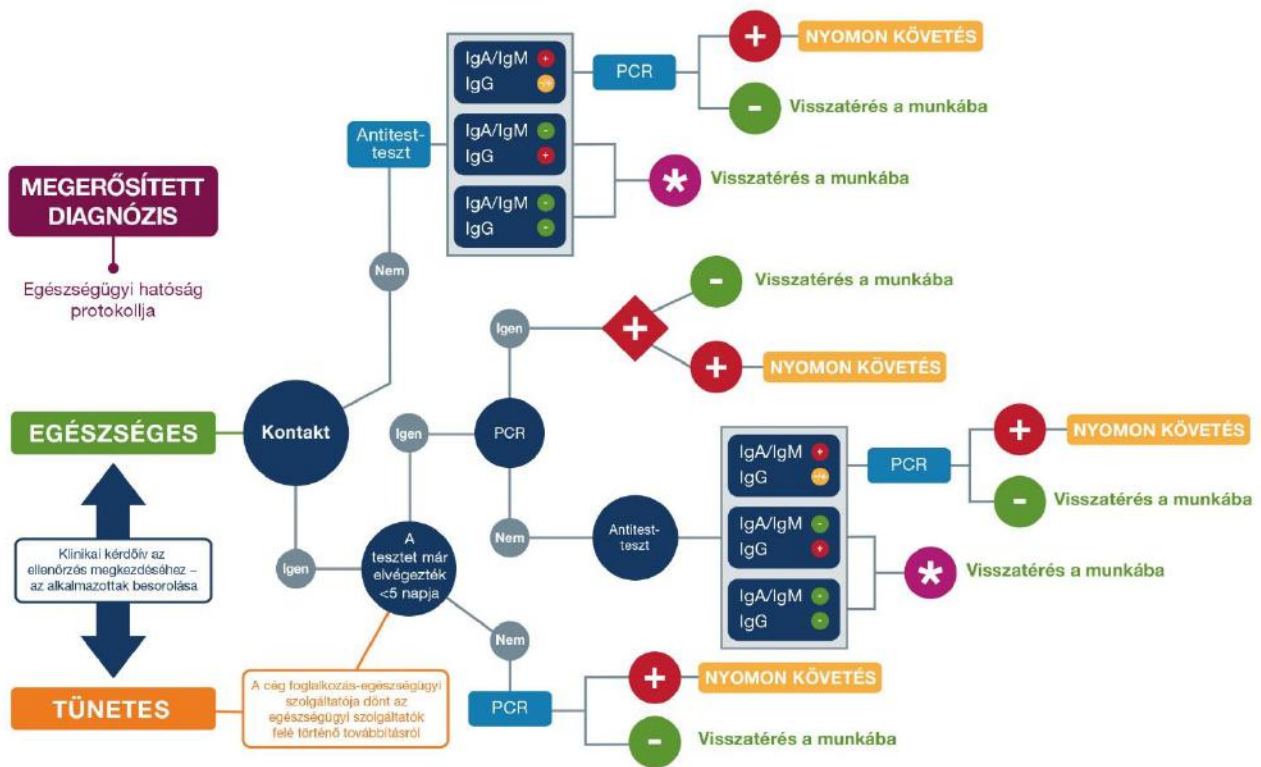 MEGERŐSÍTETT
DIAGNÓZIS
Egészségügyi hatóság
protokollja
EGÉSZSÉGES
Klinikai kérdőív az
ellenőrzés megkezdéséhez –
az alkalmazottak besorolása
TÜNETES
A cég foglalkozás-egészségügyi
szolgáltatója dönt az
egészségügyi szolgáltatók
felé történő továbbításról
Kontakt
Nem
Antitest-
teszt
IgA/IgM +
IgG -/+
IgA/IgM -
IgG +
IgA/IgM -
IgG -
PCR
+
NYOMON KÖVETÉS
-
Visszatérés a munkába
*
Visszatérés a munkába
Igen
A
tesztet már
elvégezték
<5 napja
Igen
PCR
Igen
+
-
Visszatérés a munkába
+
NYOMON KÖVETÉS
Nem
Antitest-
teszt
IgA/IgM +
IgG -/+
IgA/IgM -
IgG +
IgA/IgM -
IgG -
PCR
+
NYOMON KÖVETÉS
-
Visszatérés a munkába
*
Visszatérés a munkába
Nem
PCR
+
NYOMON KÖVETÉS
-
Visszatérés a munkába